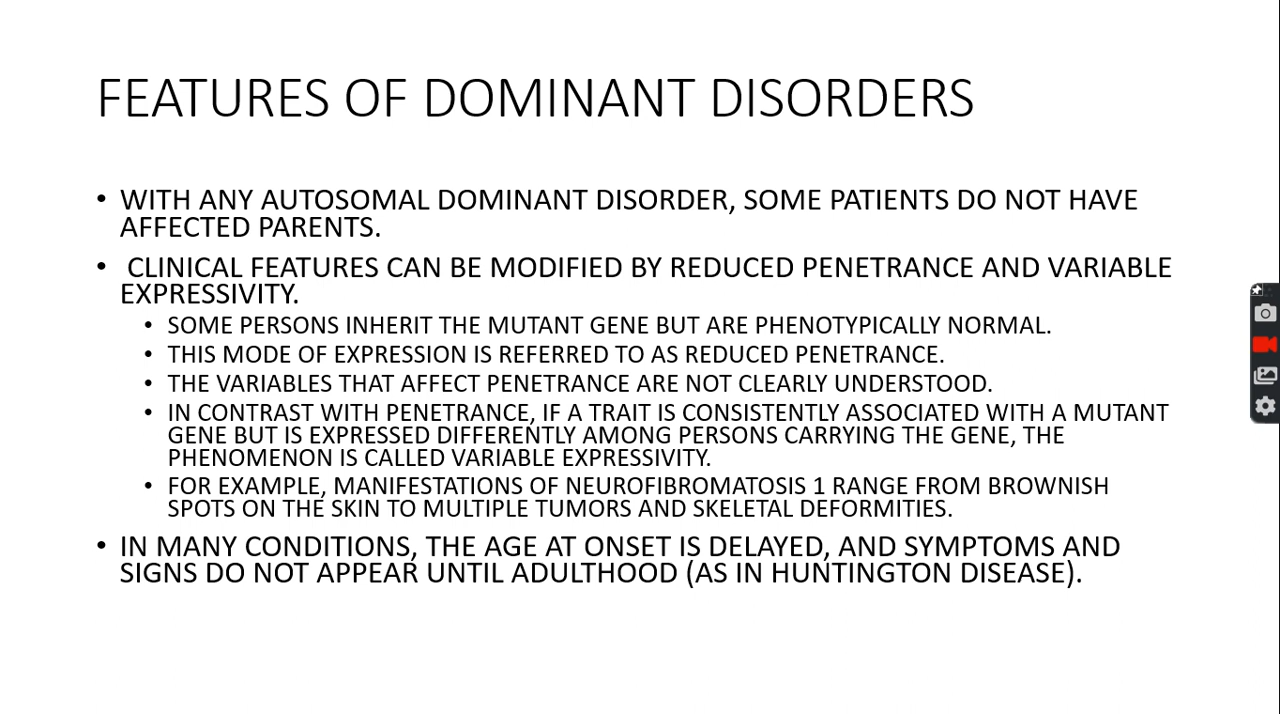 FEATURES OF DOMINANT DISORDERS
• WITH ANY AUTOSOMAL DOMINANT DISORDER, SOME PATIENTS DO NOT HAVE
AFFECTED PARENTS.
• CLINICAL FEATURES CAN BE MODIFIED BY REDUCED PENETRANCE AND VARIABLE
EXPRESSIVITY.
• SOME PERSONS INHERIT THE MUTANT GENE BUT ARE PHENOTYPICALLY NORMAL.
• THIS MODE OF EXPRESSION IS REFERRED TO AS REDUCED PENETRANCE.
• THE VARIABLES THAT AFFECT PENETRANCE ARE NOT CLEARLY UNDERSTOOD.
• IN CONTRAST WITH PENETRANCE, IF A TRAIT IS CONSISTENTLY ASSOCIATED WITH A MUTANT
GENE BUT IS EXPRESSED DIFFERENTLY AMONG PERSONS CARRYING THE GENE, THE
PHENOMENON IS CALLED VARIABLE EXPRESSIVITY.
• FOR EXAMPLE, MANIFESTATIONS OF NEUROFIBROMATOSIS 1 RANGE FROM BROWNISH
SPOTS ON THE SKIN TO MULTIPLE TUMORS AND SKELETAL DEFORMITIES.
• IN MANY CONDITIONS, THE AGE AT ONSET IS DELAYED, AND SYMPTOMS AND
SIGNS DO NOT APPEAR UNTIL ADULTHOOD (AS IN HUNTINGTON DISEASE).